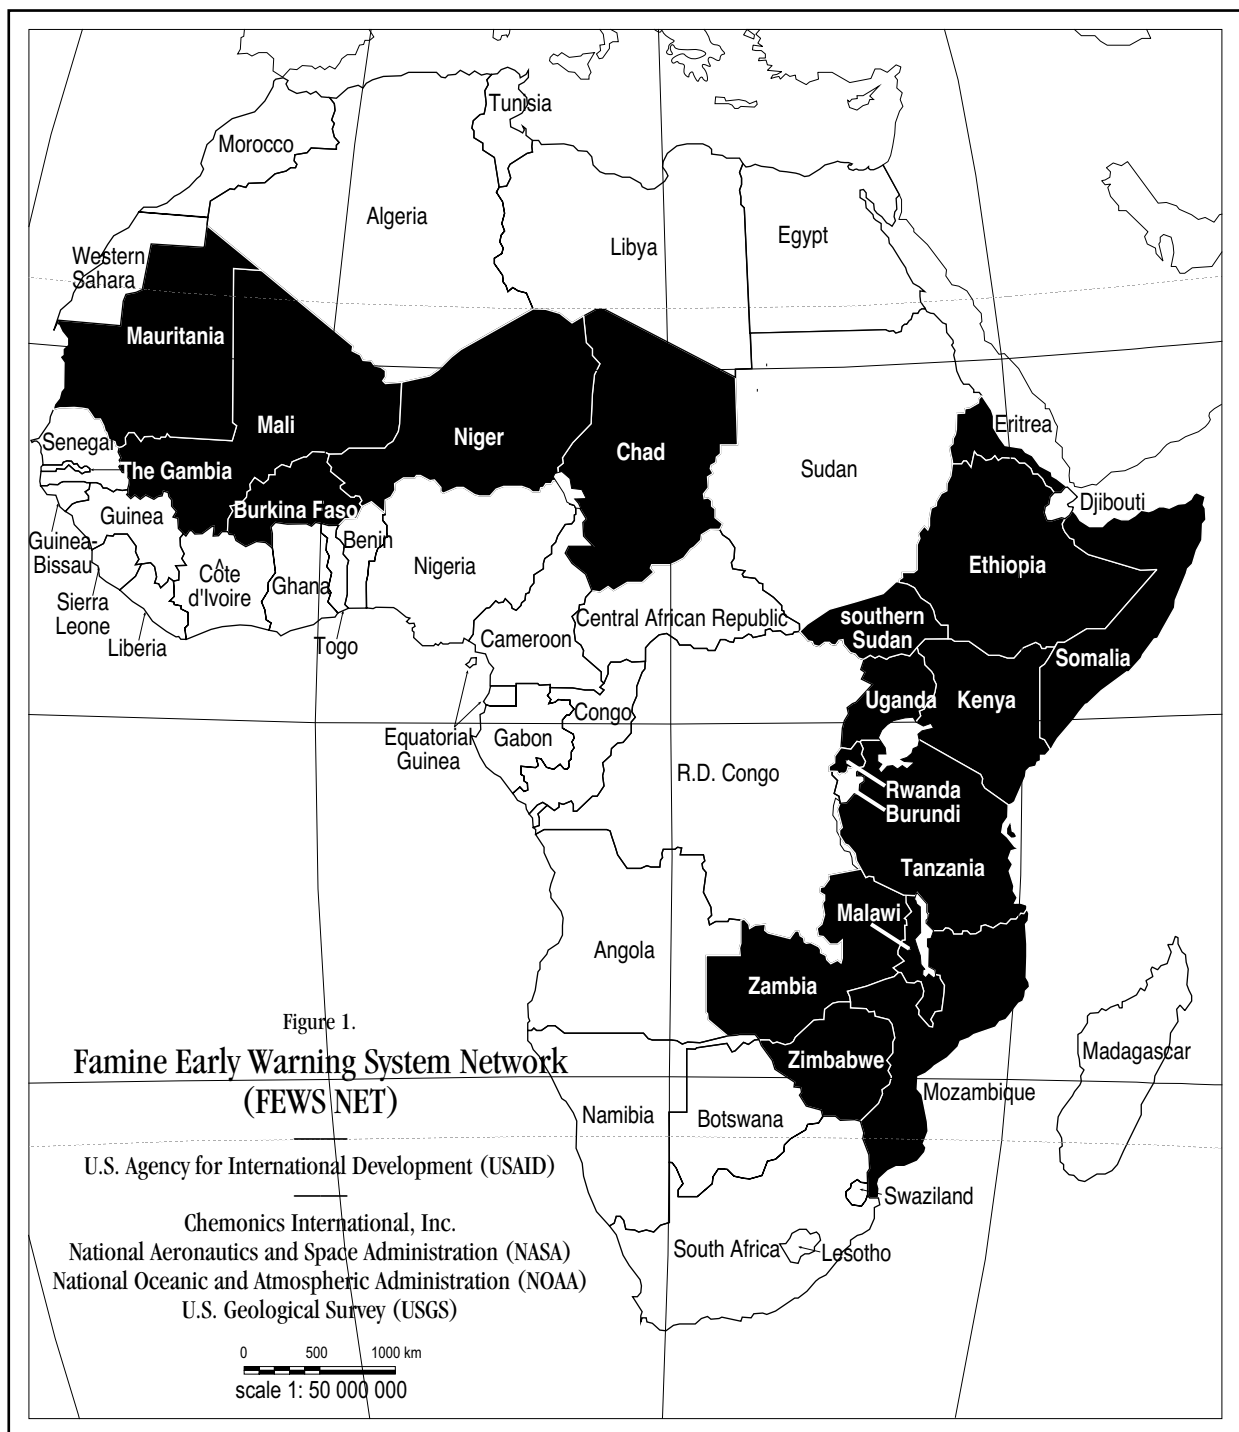 Tunisia
Morocco
Algeria
Libya
Egypt
Western
Sahara
Mauritania
Mali
Niger
Chad
Sudan
Eritrea
Senegal
The Gambia
Burkina Faso
Djibouti
Guinea
Guinea-
Bissau
Benin
Nigeria
Ethiopia
Côte
d'Ivoire
Ghana
Sierra
Leone
Liberia
Togo
Central African Republic
Cameroon
southern
Sudan
Somalia
Uganda
Kenya
Congo
Equatorial
Guinea
Gabon
R.D. Congo
Rwanda
Burundi
Tanzania
Malawi
Angola
Zambia
Zimbabwe
Madagascar
Mozambique
Namibia
Botswana
Swaziland
South Africa
Lesotho
Figure 1.
Famine Early Warning System Network
(FEWS NET)
U.S. Agency for International Development (USAID)
Chemonics International, Inc.
National Aeronautics and Space Administration (NASA)
National Oceanic and Atmospheric Administration (NOAA)
U.S. Geological Survey (USGS)
0 500 1000 km
scale 1: 50 000 000